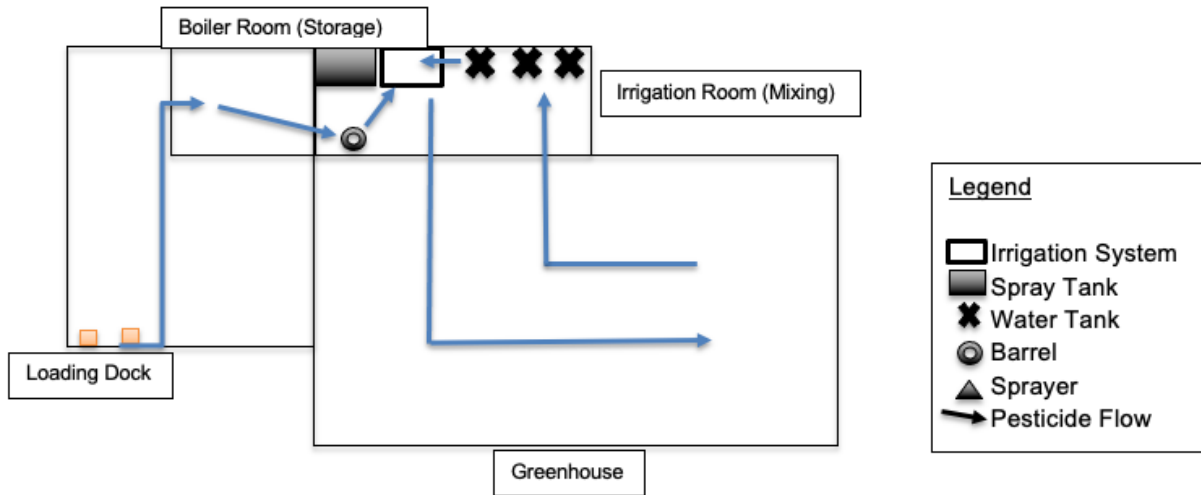 Boiler Room (Storage)
Irrigation Room (Mixing)
Loading Dock
Greenhouse
Legend
Irrigation System
Spray Tank
Water Tank
Barrel
Sprayer
Pesticide Flow